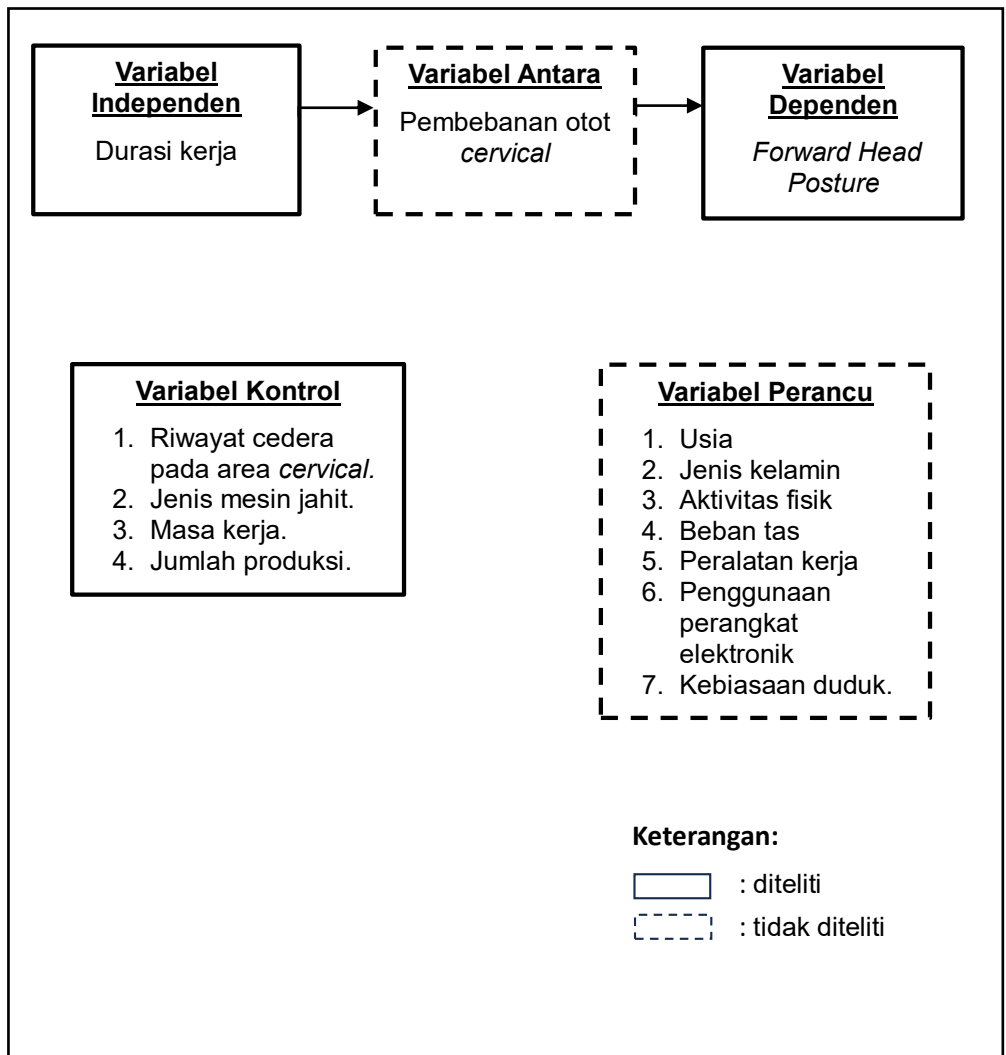 Variabel
Independen
Durasi kerja
Variabel Antara
Pembebanan otot
cervical
Variabel
Dependen
Forward Head
Posture
Variabel Kontrol
1. Riwayat cedera
pada area cervical.
2. Jenis mesin jahit.
3. Masa kerja.
4. Jumlah produksi.
Variabel Perancu
1. Usia
2. Jenis kelamin
3. Aktivitas fisik
4. Beban tas
5. Peralatan kerja
6. Penggunaan
perangkat
elektronik
7. Kebiasaan duduk.
Keterangan:
: diteliti
: tidak diteliti